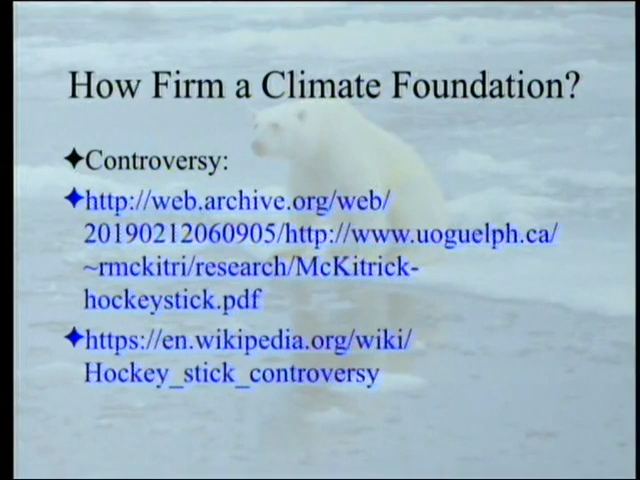 How Firm a Climate Foundation?
✦Controversy:
✦http://web.archive.org/web/
20190212060905/http://www.uoguelph.ca/
~rmckitri/research/McKitrick-
hockeystick.pdf
✦https://en.wikipedia.org/wiki/
Hockey_stick_controversy